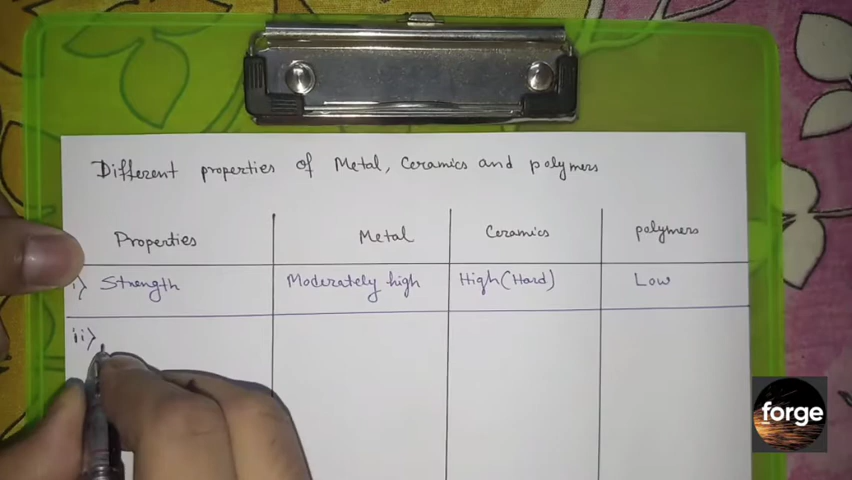 Different properties of Metal, Ceramics and polymers
Properties Metal Ceramics polymers
i) Strength Moderately high High (Hard) Low
ii)
forge